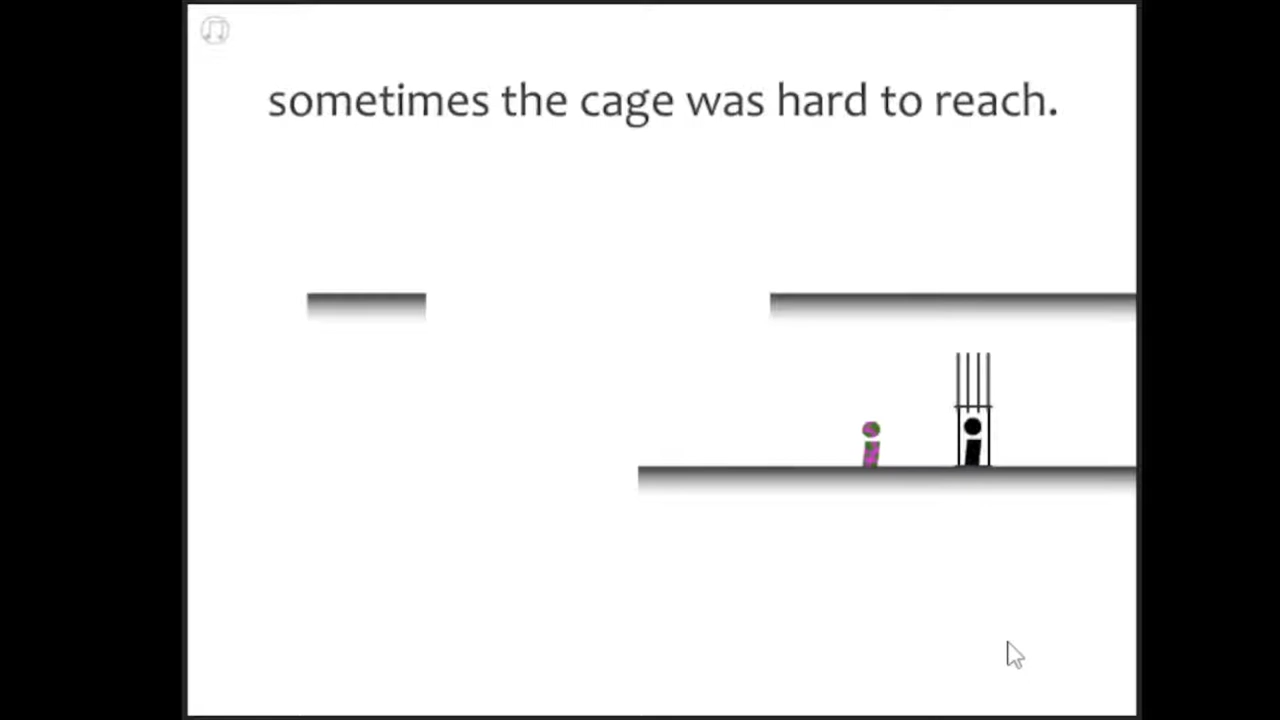 sometimes the cage was hard to reach.
i
i